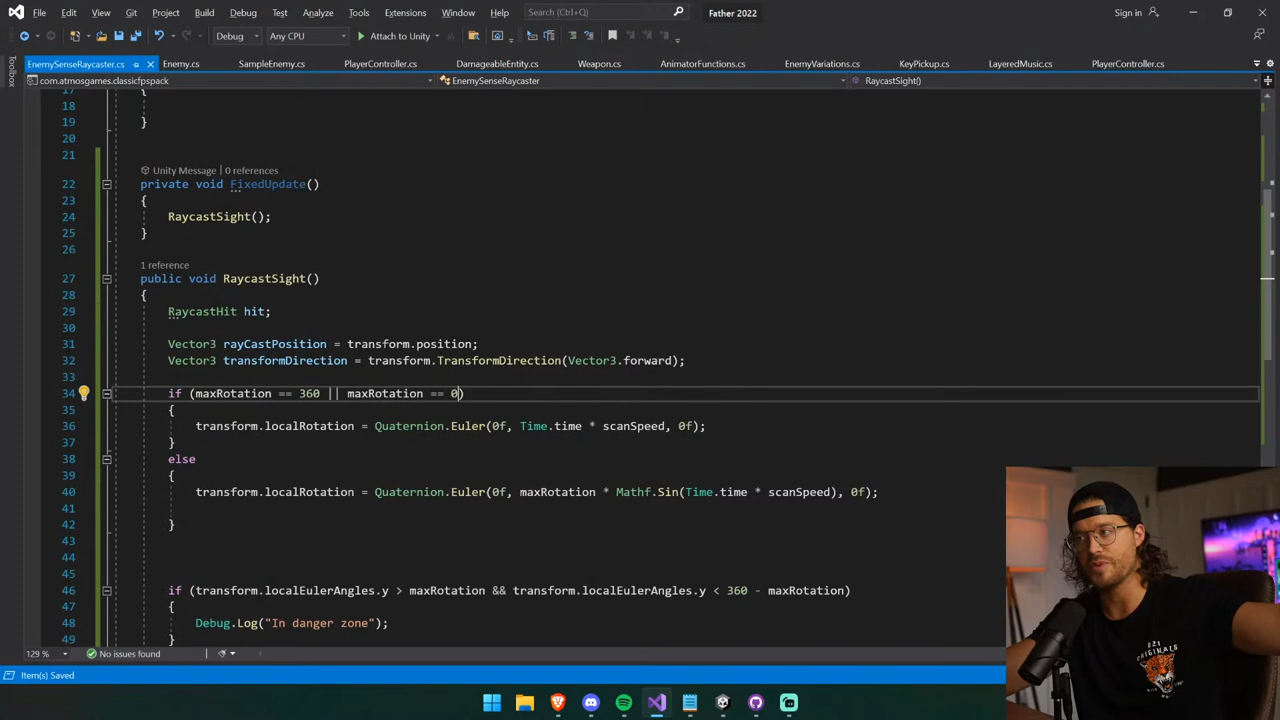 File Edit View Git Project Build Debug Test Analyze Tools Extensions Window Help Search (Ctrl+Q) Father 2022 Sign in
Debug Any CPU Attach to Unity
Toolbox
EnemySenseRaycaster.cs Enemy.cs SampleEnemy.cs PlayerController.cs DamageableEntity.cs Weapon.cs AnimatorFunctions.cs EnemyVariations.cs KeyPickup.cs LayeredMusic.cs PlayerController.cs
com.atmosgames.classicfpspack EnemySenseRaycaster RaycastSight()
17 {
18
19 }
20
21
Unity Message | 0 references
22 private void FixedUpdate()
23 {
24 RaycastSight();
25 }
26
1 reference
27 public void RaycastSight()
28 {
29 RaycastHit hit;
30
31 Vector3 rayCastPosition = transform.position;
32 Vector3 transformDirection = transform.TransformDirection(Vector3.forward);
33
34 if (maxRotation == 360 || maxRotation == 0)
35 {
36 transform.localRotation = Quaternion.Euler(0f, Time.time * scanSpeed, 0f);
37 }
38 else
39 {
40 transform.localRotation = Quaternion.Euler(0f, maxRotation * Mathf.Sin(Time.time * scanSpeed), 0f);
41
42 }
43
44
45
46 if (transform.localEulerAngles.y > maxRotation && transform.localEulerAngles.y < 360 - maxRotation)
47 {
48 Debug.Log("In danger zone");
49 }
129 % No issues found
Item(s) Saved
021
ORIGINALS